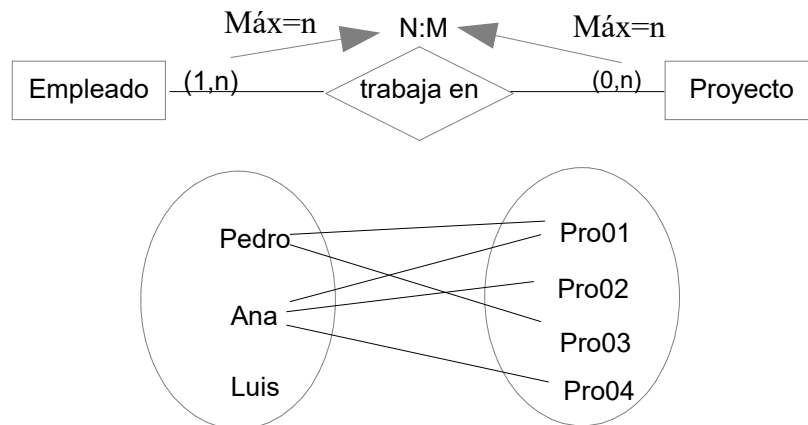 Máx=n N:M Máx=n
Empleado (1,n) trabaja en (0,n) Proyecto
Pedro Pro01
Ana Pro02
Pro03
Luis Pro04